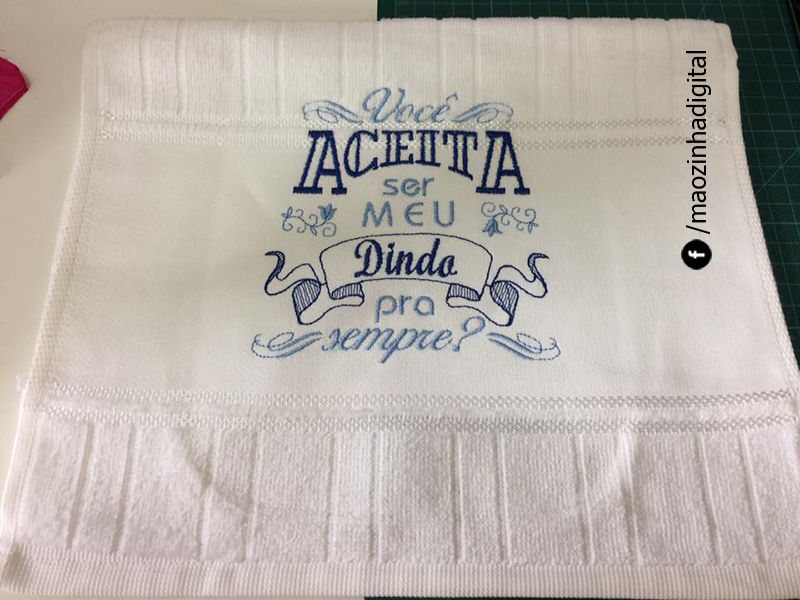 Você
ACEITA
ser
MEU
Dindo
pra
sempre?
f /maozinhadigital